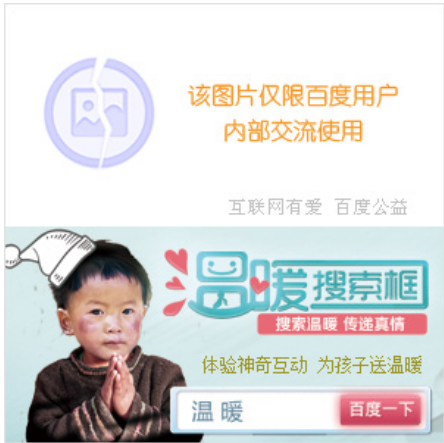 该图片仅限百度用户
内部交流使用
互联网有爱 百度公益
温暖搜索框
搜索温暖 传递真情
体验神奇互动 为孩子送温暖
温暖
百度一下